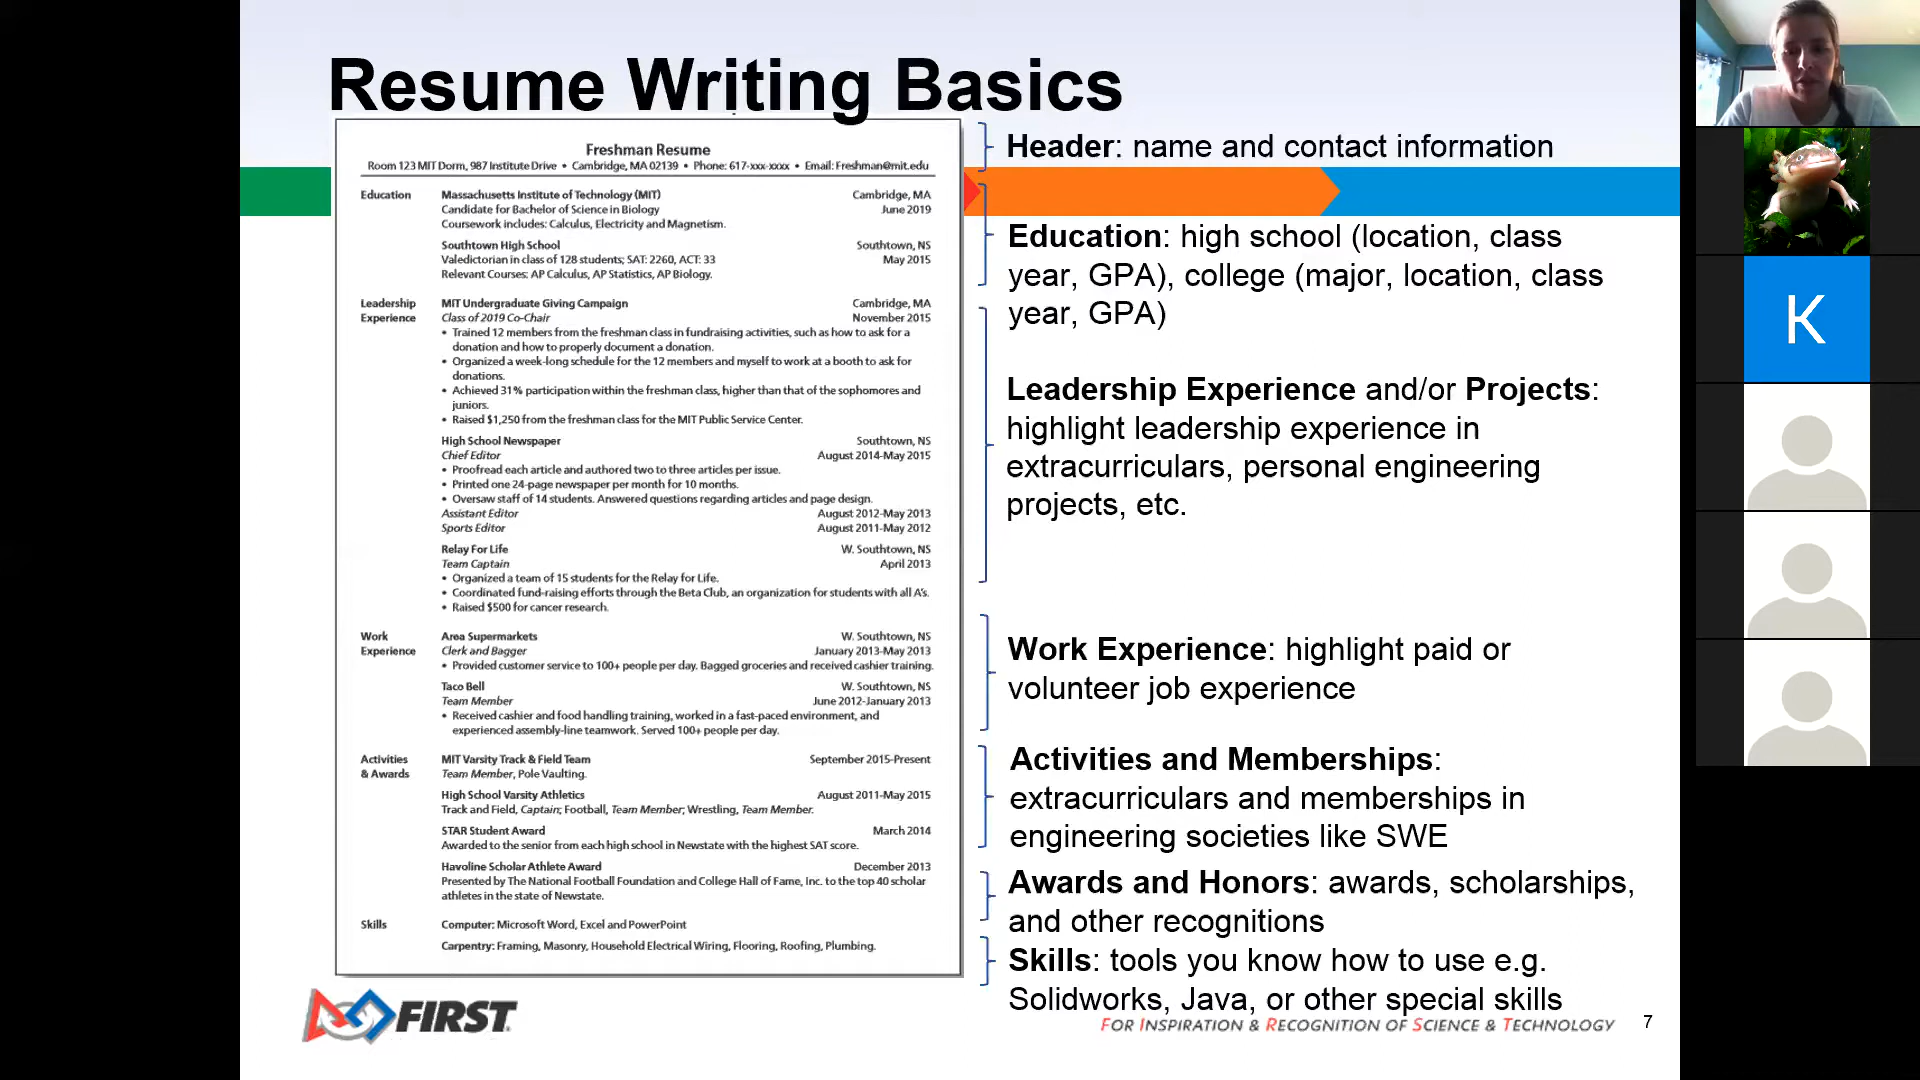 Resume Writing Basics
Freshman Resume
Room 123 MIT Dorm, 987 Institute Drive • Cambridge, MA 02139 • Phone: 617-xxx-xxxx • Email: Freshman@mit.edu
Education Massachusetts Institute of Technology (MIT) Cambridge, MA
Candidate for Bachelor of Science in Biology June 2019
Coursework includes: Calculus, Electricity and Magnetism.
Southtown High School Southtown, NS
Valedictorian in class of 128 students; SAT: 2260, ACT: 33 May 2015
Relevant Courses: AP Calculus, AP Statistics, AP Biology.
Leadership MIT Undergraduate Giving Campaign Cambridge, MA
Experience Class of 2019 Co-Chair November 2015
• Trained 12 members from the freshman class in fundraising activities, such as how to ask for a
donation and how to properly document a donation.
• Organized a week-long schedule for the 12 members and myself to work at a booth to ask for
donations.
• Achieved 31% participation within the freshman class, higher than that of the sophomores and
juniors.
• Raised $1,250 from the freshman class for the MIT Public Service Center.
High School Newspaper Southtown, NS
Chief Editor August 2014-May 2015
• Proofread each article and authored two to three articles per issue.
• Printed one 24-page newspaper per month for 10 months.
• Oversaw staff of 14 students. Answered questions regarding articles and page design.
Assistant Editor August 2012-May 2013
Sports Editor August 2011-May 2012
Relay For Life W. Southtown, NS
Team Captain April 2013
• Organized a team of 15 students for the Relay for Life.
• Coordinated fund-raising efforts through the Beta Club, an organization for students with all A's.
• Raised $500 for cancer research.
Work Area Supermarkets W. Southtown, NS
Experience Clerk and Bagger January 2013-May 2013
• Provided customer service to 100+ people per day. Bagged groceries and received cashier training.
Taco Bell W. Southtown, NS
Team Member June 2012-January 2013
• Received cashier and food handling training, worked in a fast-paced environment, and
experienced assembly-line teamwork. Served 100+ people per day.
Activities MIT Varsity Track & Field Team September 2015-Present
& Awards Team Member, Pole Vaulting.
High School Varsity Athletics August 2011-May 2015
Track and Field, Captain; Football, Team Member; Wrestling, Team Member.
STAR Student Award March 2014
Awarded to the senior from each high school in Newstate with the highest SAT score.
Havoline Scholar Athlete Award December 2013
Presented by The National Football Foundation and College Hall of Fame, Inc. to the top 40 scholar
athletes in the state of Newstate.
Skills Computer: Microsoft Word, Excel and PowerPoint
Carpentry: Framing, Masonry, Household Electrical Wiring, Flooring, Roofing, Plumbing.
Header: name and contact information
Education: high school (location, class
year, GPA), college (major, location, class
year, GPA)
Leadership Experience and/or Projects:
highlight leadership experience in
extracurriculars, personal engineering
projects, etc.
Work Experience: highlight paid or
volunteer job experience
Activities and Memberships:
extracurriculars and memberships in
engineering societies like SWE
Awards and Honors: awards, scholarships,
and other recognitions
Skills: tools you know how to use e.g.
Solidworks, Java, or other special skills
FIRST
FOR INSPIRATION & RECOGNITION OF SCIENCE & TECHNOLOGY
7
K